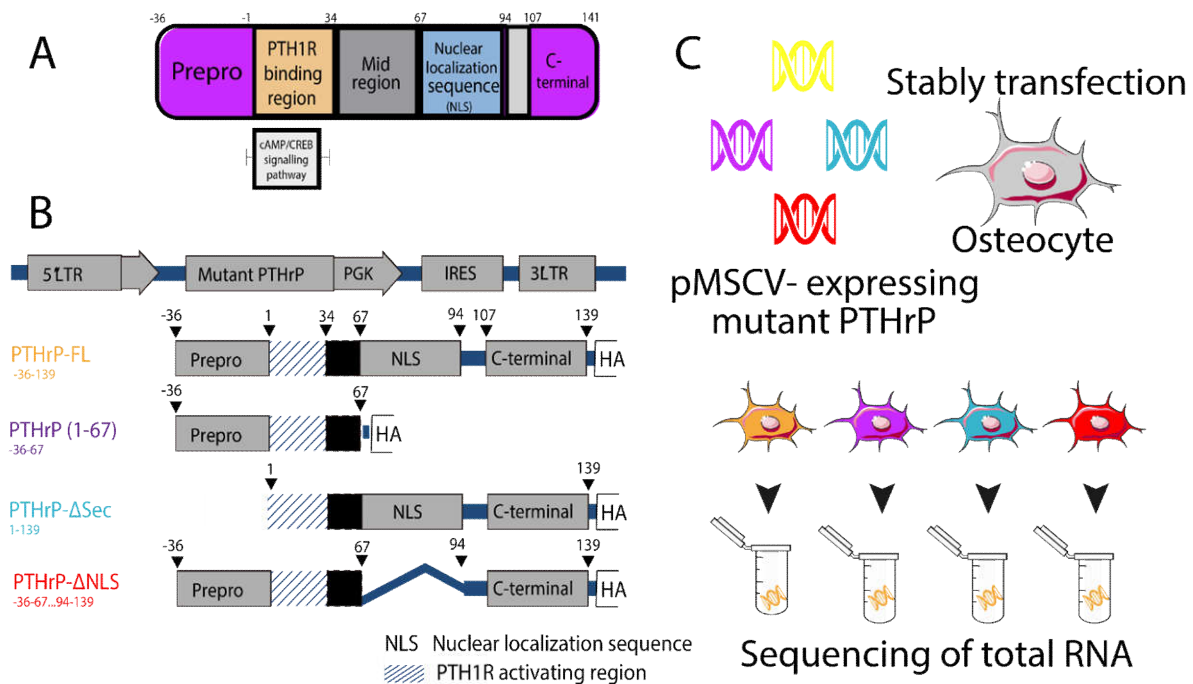 A
-36
-1
34
67
94
107
141
Prepro
PTH1R
binding
region
Mid
region
Nuclear
localization
sequence
(NLS)
C-
terminal
cAMP/CREB
signalling
pathway
B
5'LTR
Mutant PTHrP
PGK
IRES
3'LTR
-36
1
34
67
94
107
139
PTHrP-FL
-36-139
Prepro
NLS
C-terminal
HA
-36
67
PTHrP (1-67)
-36-67
Prepro
HA
1
139
PTHrP-ΔSec
1-139
NLS
C-terminal
HA
-36
67
94
139
PTHrP-ΔNLS
-36-67...94-139
Prepro
C-terminal
HA
NLS Nuclear localization sequence
PTH1R activating region
C
Stably transfection
Osteocyte
pMSCV- expressing
mutant PTHrP
Sequencing of total RNA